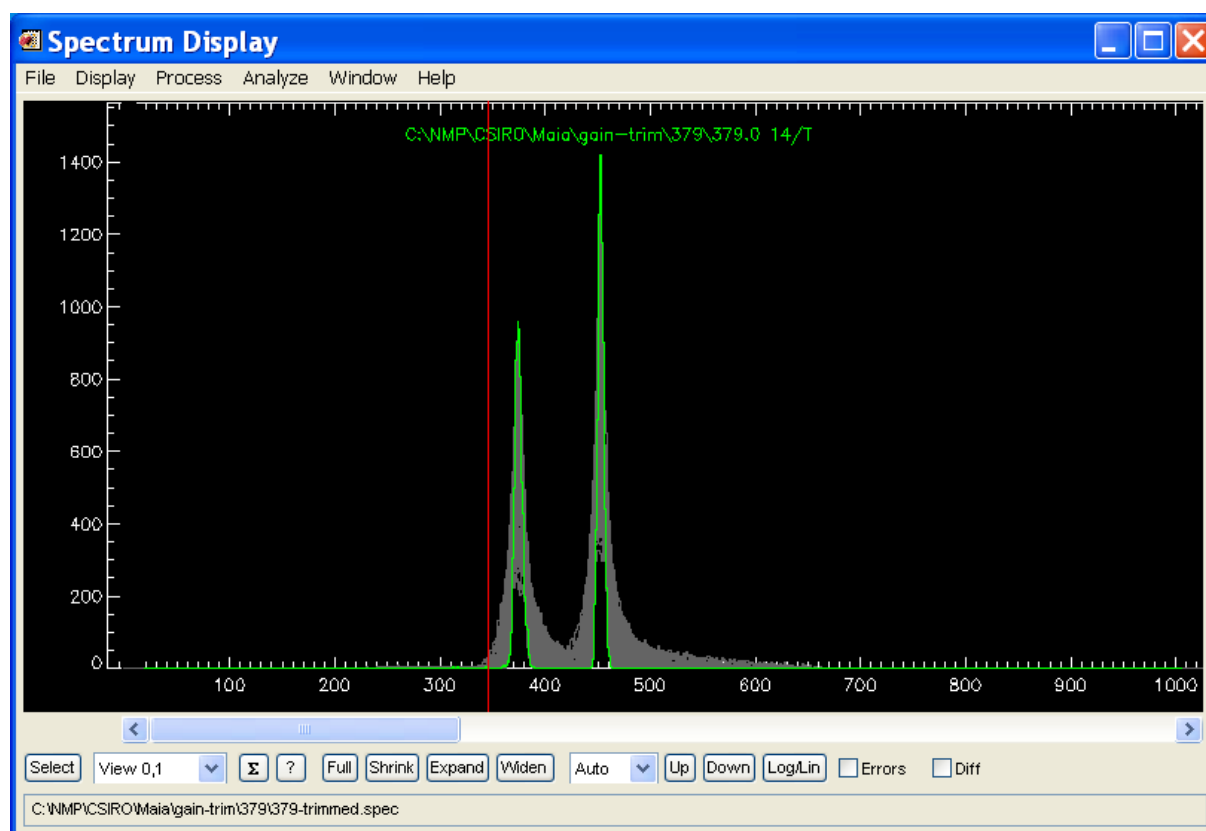 Spectrum Display
File Display Process Analyze Window Help
C:\NMP\CSIRO\Maia\gain-trim\379\379.0 14/T
1400
1200
1000
800
600
400
200
0
100 200 300 400 500 600 700 800 900 1000
Select View 0,1 Σ ? Full Shrink Expand Widen Auto Up Down Log/Lin Errors Diff
C:\NMP\CSIRO\Maia\gain-trim\379\379-trimmed.spec